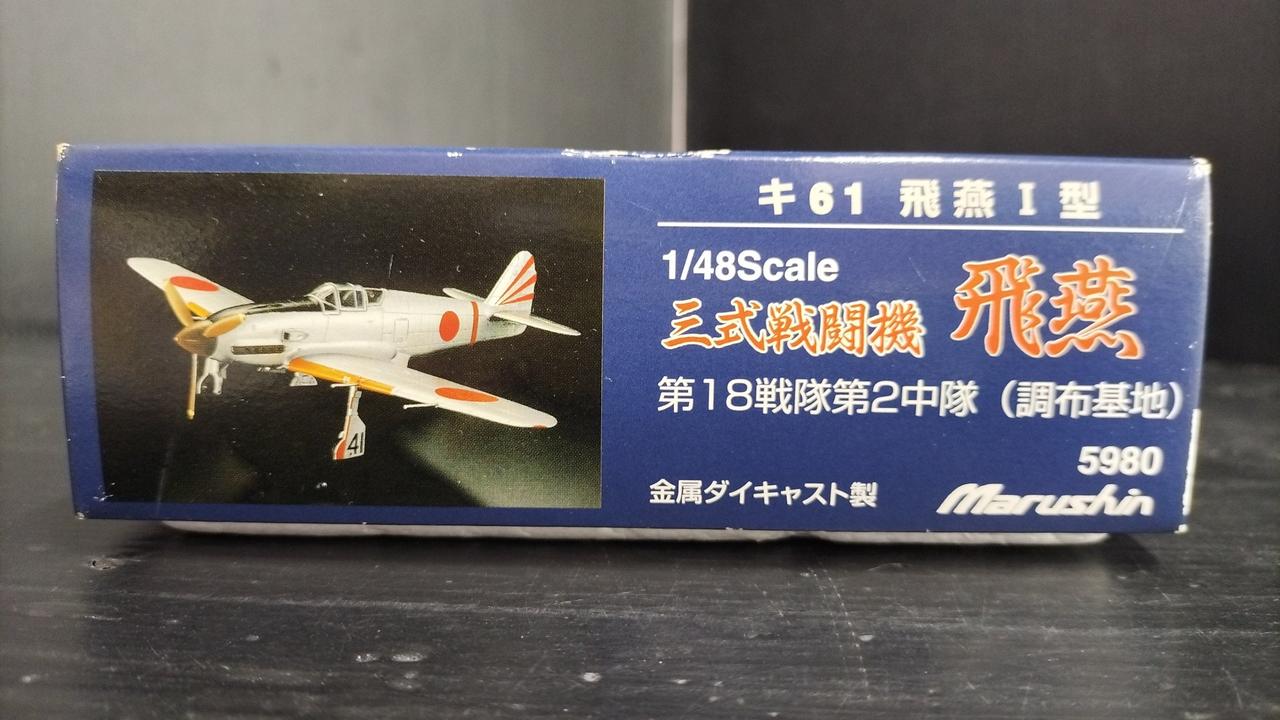 キ61 飛燕I型
1/48Scale
三式戦闘機 飛燕
第18戦隊第2中隊（調布基地）
5980
金属ダイキャスト製
Marushin
41